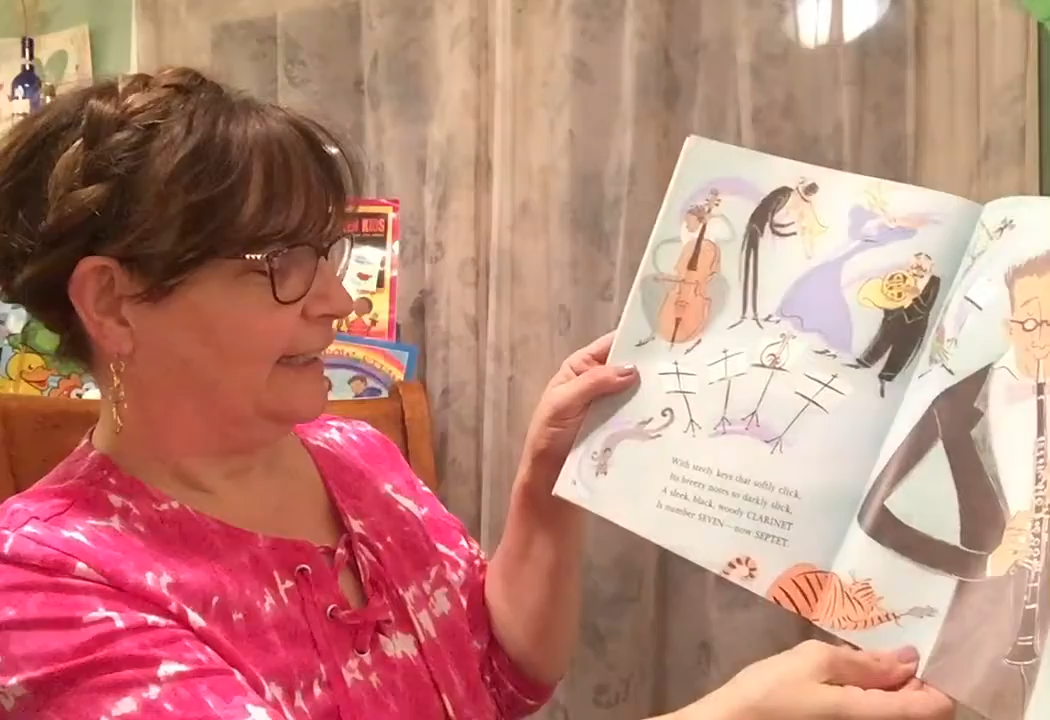 KIDS
With steely keys that softly click,
Its breezy notes so darkly slick,
A sleek, black, woody CLARINET
Is number SEVEN—now SEPTET.